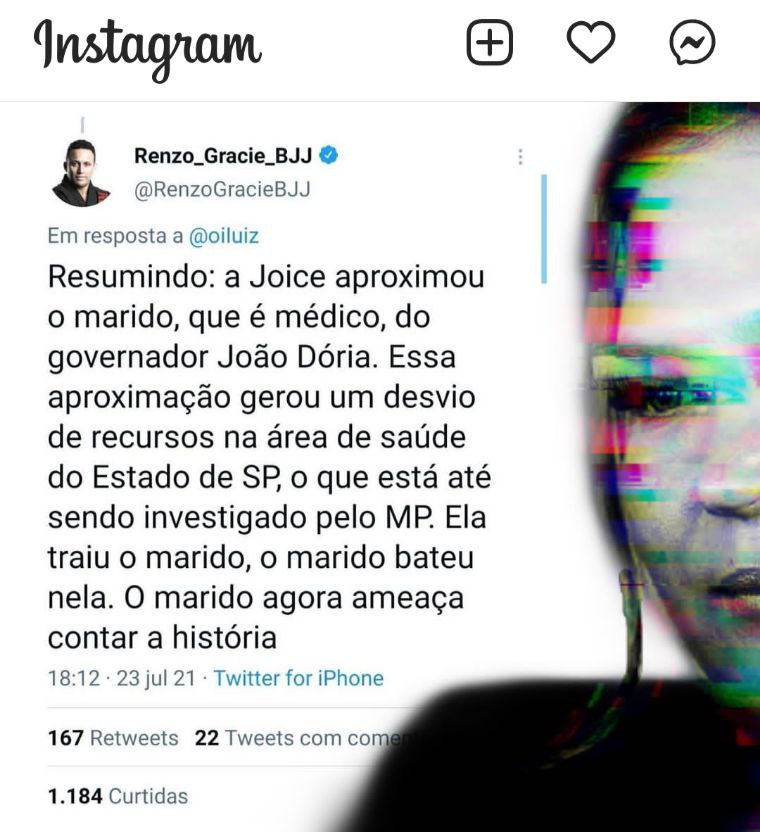 Instagram
Renzo_Gracie_BJJ
@RenzoGracieBJJ
Em resposta a @oiluiz
Resumindo: a Joice aproximou
o marido, que é médico, do
governador João Dória. Essa
aproximação gerou um desvio
de recursos na área de saúde
do Estado de SP, o que está até
sendo investigado pelo MP. Ela
traiu o marido, o marido bateu
nela. O marido agora ameaça
contar a história
18:12 · 23 jul 21 · Twitter for iPhone
167 Retweets 22 Tweets com
1.184 Curtidas